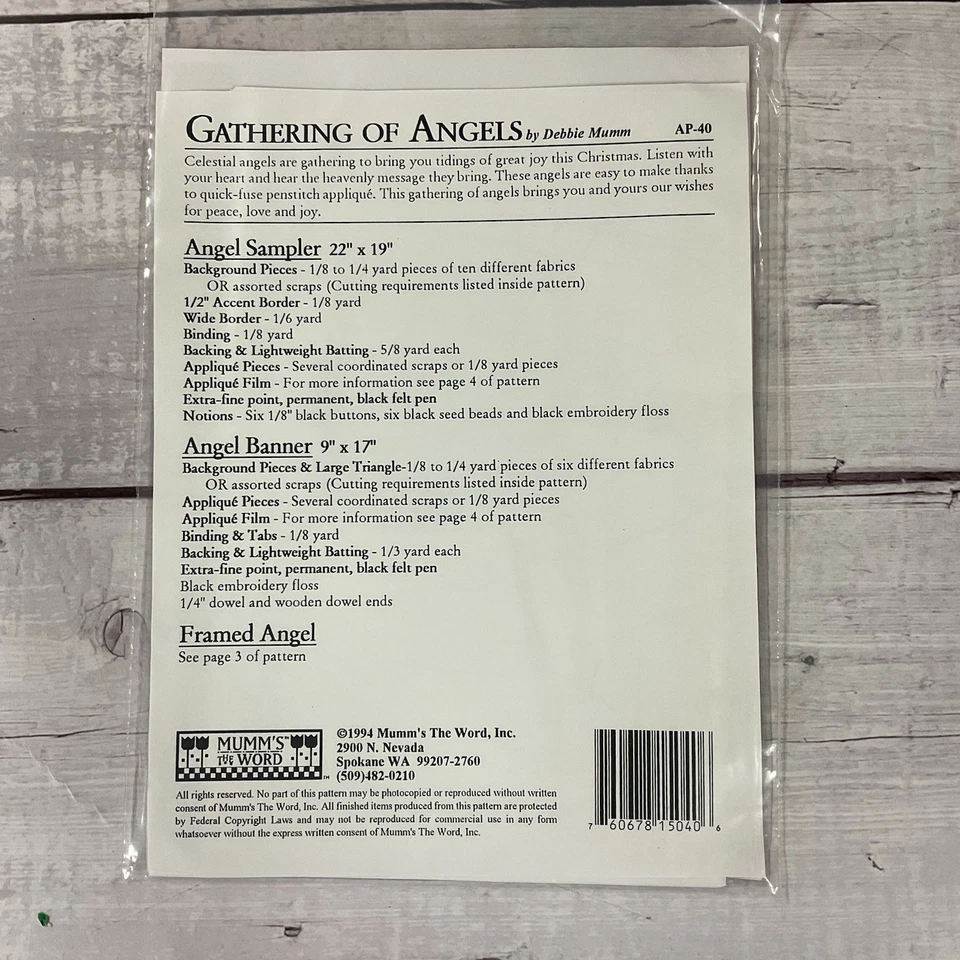 GATHERING OF ANGELS by Debbie Mumm AP-40
Celestial angels are gathering to bring you tidings of great joy this Christmas. Listen with
your heart and hear the heavenly message they bring. These angels are easy to make thanks
to quick-fuse penstitch appliqué. This gathering of angels brings you and yours our wishes
for peace, love and joy.
Angel Sampler 22" x 19"
Background Pieces - 1/8 to 1/4 yard pieces of ten different fabrics
OR assorted scraps (Cutting requirements listed inside pattern)
1/2" Accent Border - 1/8 yard
Wide Border - 1/6 yard
Binding - 1/8 yard
Backing & Lightweight Batting - 5/8 yard each
Appliqué Pieces - Several coordinated scraps or 1/8 yard pieces
Appliqué Film - For more information see page 4 of pattern
Extra-fine point, permanent, black felt pen
Notions - Six 1/8" black buttons, six black seed beads and black embroidery floss
Angel Banner 9" x 17"
Background Pieces & Large Triangle-1/8 to 1/4 yard pieces of six different fabrics
OR assorted scraps (Cutting requirements listed inside pattern)
Appliqué Pieces - Several coordinated scraps or 1/8 yard pieces
Appliqué Film - For more information see page 4 of pattern
Binding & Tabs - 1/8 yard
Backing & Lightweight Batting - 1/3 yard each
Extra-fine point, permanent, black felt pen
Black embroidery floss
1/4" dowel and wooden dowel ends
Framed Angel
See page 3 of pattern
MUMM'S™
THE WORD
™
©1994 Mumm's The Word, Inc.
2900 N. Nevada
Spokane WA 99207-2760
(509)482-0210
All rights reserved. No part of this pattern may be photocopied or reproduced without written
consent of Mumm's The Word, Inc. All finished items produced from this pattern are protected
by Federal Copyright Laws and may not be reproduced for commercial use in any form
whatsoever without the express written consent of Mumm's The Word, Inc.
7 60678 15040 6